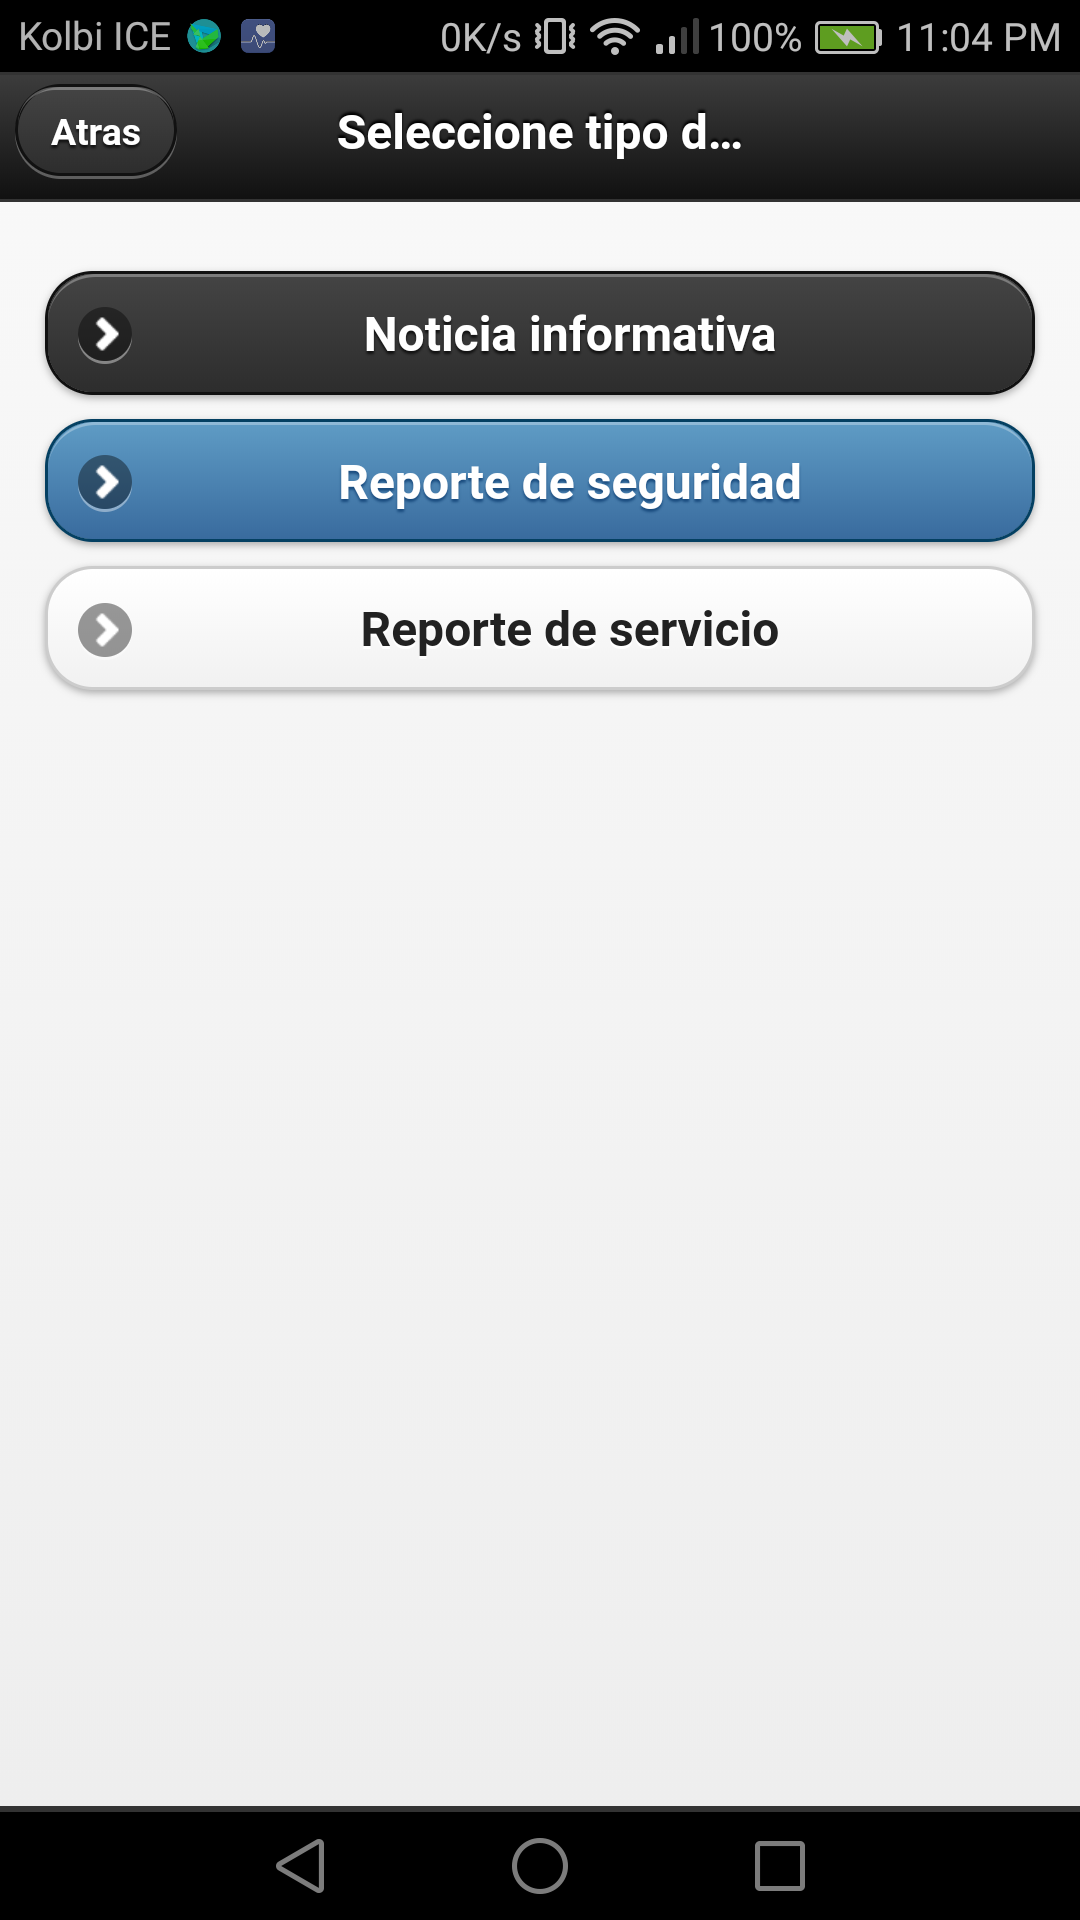 Kolbi ICE 0K/s 100% 11:04 PM
Atras Seleccione tipo d...
Noticia informativa
Reporte de seguridad
Reporte de servicio